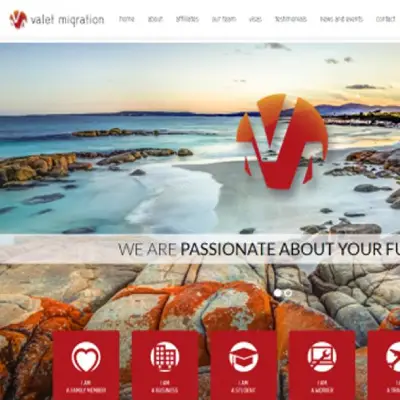 valet migration
home about affiliates our team visas testimonials news and events contact
WE ARE PASSIONATE ABOUT YOUR FU
I AM
A FAMILY MEMBER
I AM
A BUSINESS
I AM
A STUDENT
I AM
A WORKER
I AM